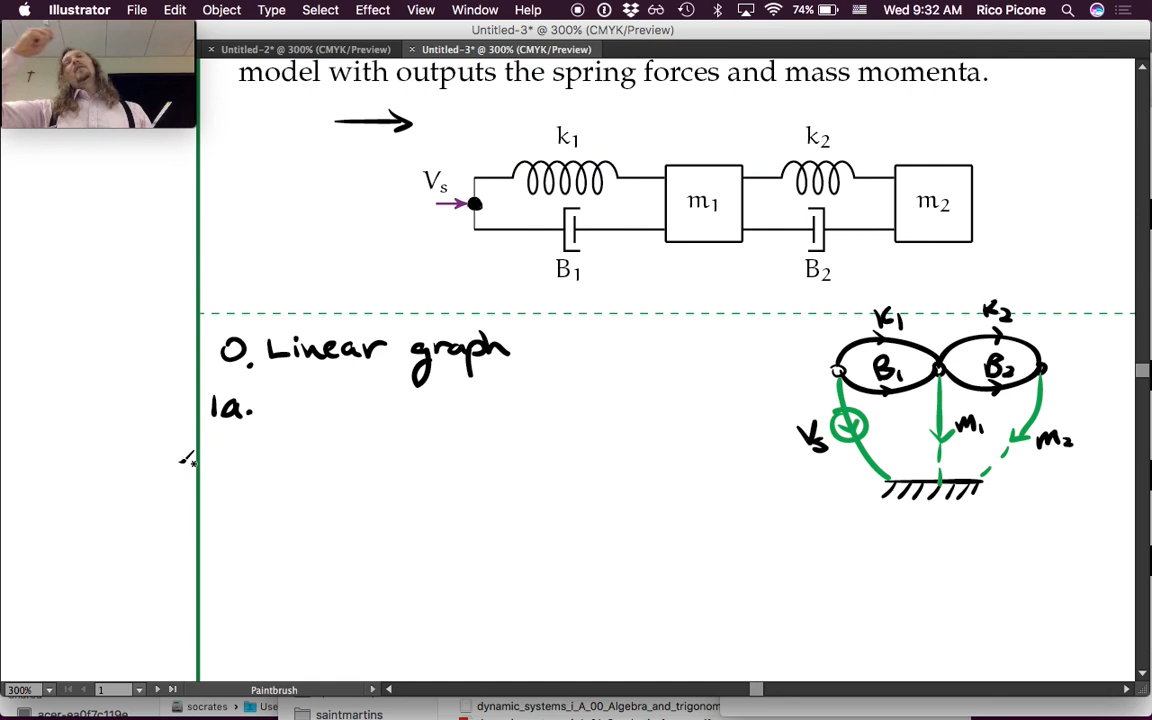 Illustrator File Edit Object Type Select Effect View Window Help 74% Wed 9:32 AM Rico Picone
Untitled-3* @ 300% (CMYK/Preview)
Untitled-2* @ 300% (CMYK/Preview) Untitled-3* @ 300% (CMYK/Preview)
model with outputs the spring forces and mass momenta.
k1 k2
Vs
m1 m2
B1 B2
0. Linear graph
K1 K2
B1 B2
1a.
Vs m1 m2
300% 1 Paintbrush
socrates Use
saintmartins
dynamic_systems_i_A_00_Algebra_and_trigonom